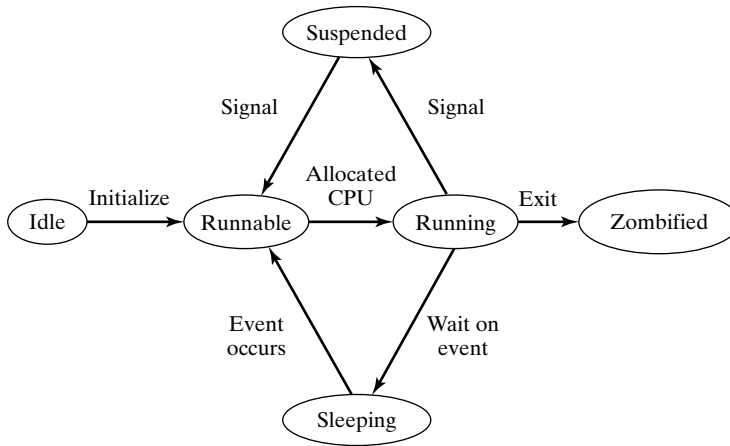 Suspended
Signal
Signal
Allocated
CPU
Initialize
Exit
Idle
Runnable
Running
Zombified
Event
occurs
Wait on
event
Sleeping